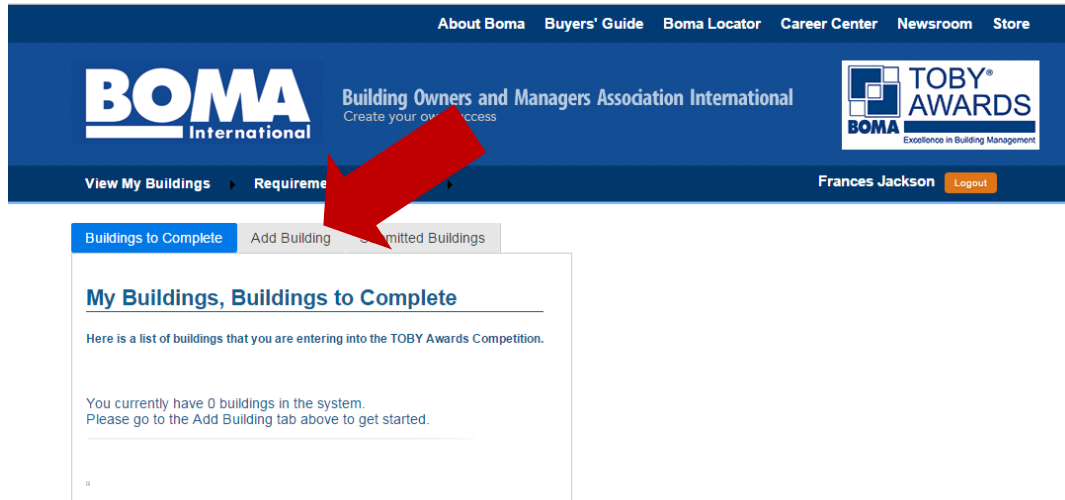 About Boma Buyers' Guide Boma Locator Career Center Newsroom Store
BOMA
International
Building Owners and Managers Association International
Create your own
TOBY®
AWARDS
BOMA
Excellence in Building Management
View My Buildings
Frances Jackson Logout
Buildings to Complete Add Building Buildings
My Buildings, Buildings to Complete
Here is a list of buildings that you are entering into the TOBY Awards Competition.
You currently have 0 buildings in the system.
Please go to the Add Building tab above to get started.